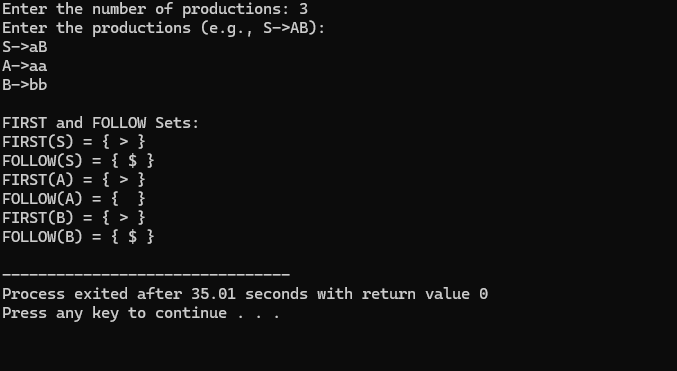 Enter the number of productions: 3
Enter the productions (e.g., S->AB):
S->aB
A->aa
B->bb
FIRST and FOLLOW Sets:
FIRST(S) = { > }
FOLLOW(S) = { $ }
FIRST(A) = { > }
FOLLOW(A) = {  }
FIRST(B) = { > }
FOLLOW(B) = { $ }
--------------------------------
Process exited after 35.01 seconds with return value 0
Press any key to continue . . .